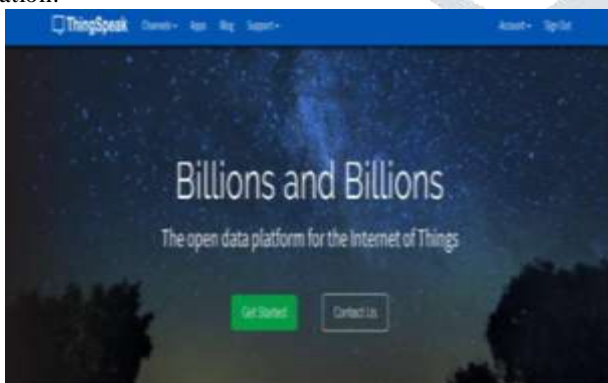 ation.
ThingSpeak Channels Apps Blog Support Account Sign Out
Billions and Billions
The open data platform for the Internet of Things
Get Started Contact Us